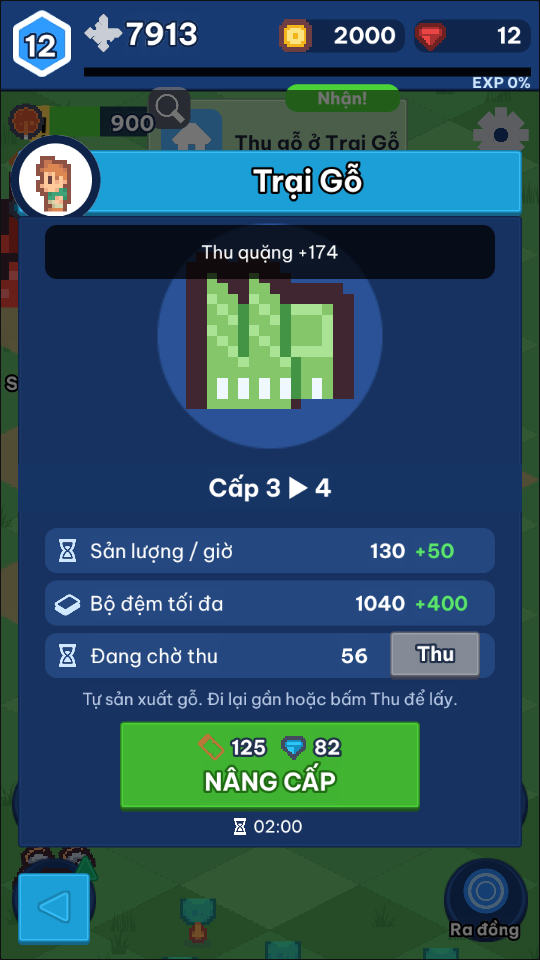 12
7913
2000
12
EXP 0%
Nhận!
900
Thu gỗ ở Trại Gỗ
Trại Gỗ
Thu quặng +174
Cấp 3 ▶ 4
Sản lượng / giờ 130 +50
Bộ đệm tối đa 1040 +400
Đang chờ thu 56 Thu
Tự sản xuất gỗ. Đi lại gần hoặc bấm Thu để lấy.
125 82
NÂNG CẤP
02:00
Ra đồng